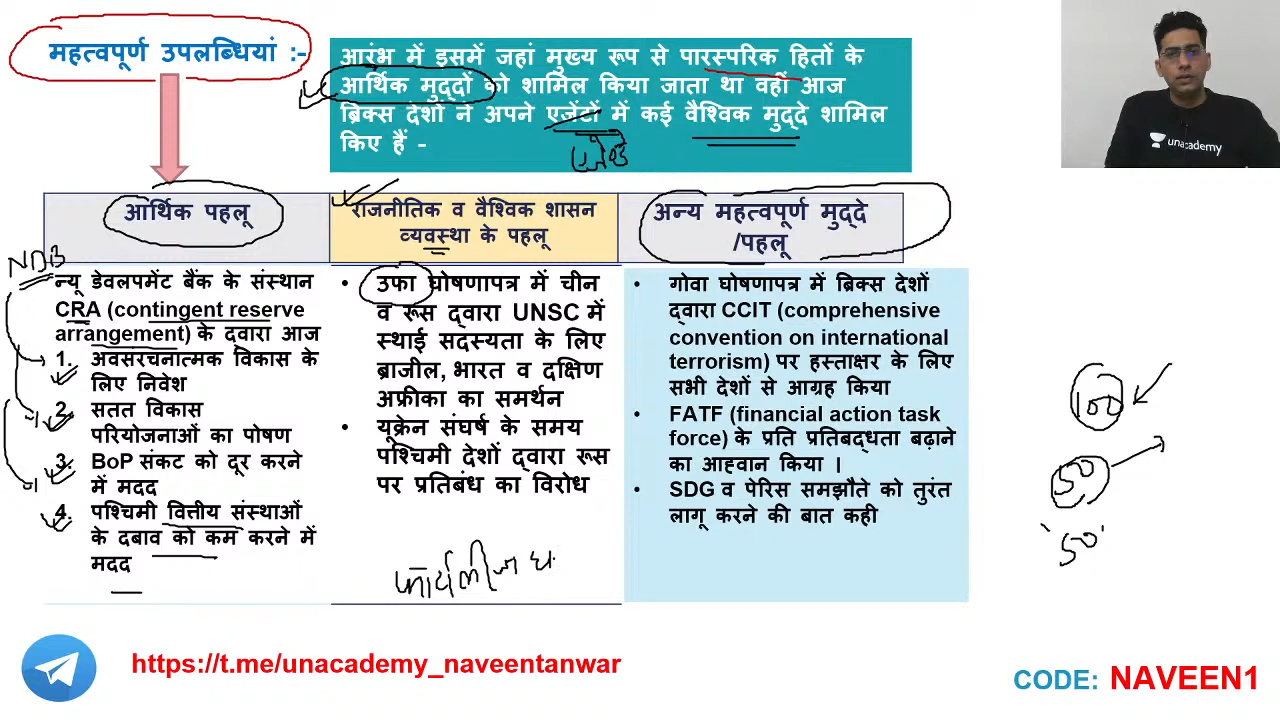 महत्वपूर्ण उपलब्धियां :-
आरंभ में इसमें जहां मुख्य रूप से पारस्परिक हितों के
आर्थिक मुद्दों को शामिल किया जाता था वहीं आज
ब्रिक्स देशों ने अपने एजेंटों में कई वैश्विक मुद्दे शामिल
किए हैं -
unacademy
आर्थिक पहलू
राजनीतिक व वैश्विक शासन
व्यवस्था के पहलू
अन्य महत्वपूर्ण मुद्दे
/पहलू
NDB
न्यू डेवलपमेंट बैंक के संस्थान
CRA (contingent reserve
arrangement) के द्वारा आज
1. अवसरचनात्मक विकास के
लिए निवेश
2. सतत विकास
परियोजनाओं का पोषण
3. BoP संकट को दूर करने
में मदद
4. पश्चिमी वित्तीय संस्थाओं
के दबाव को कम करने में
मदद
• उफा घोषणापत्र में चीन
व रूस द्वारा UNSC में
स्थाई सदस्यता के लिए
ब्राजील, भारत व दक्षिण
अफ्रीका का समर्थन
• यूक्रेन संघर्ष के समय
पश्चिमी देशों द्वारा रूस
पर प्रतिबंध का विरोध
• गोवा घोषणापत्र में ब्रिक्स देशों
द्वारा CCIT (comprehensive
convention on international
terrorism) पर हस्ताक्षर के लिए
सभी देशों से आग्रह किया
• FATF (financial action task
force) के प्रति प्रतिबद्धता बढ़ाने
का आह्वान किया ।
• SDG व पेरिस समझौते को तुरंत
लागू करने की बात कही
100
50
'50'
https://t.me/unacademy_naveentanwar
CODE: NAVEEN1